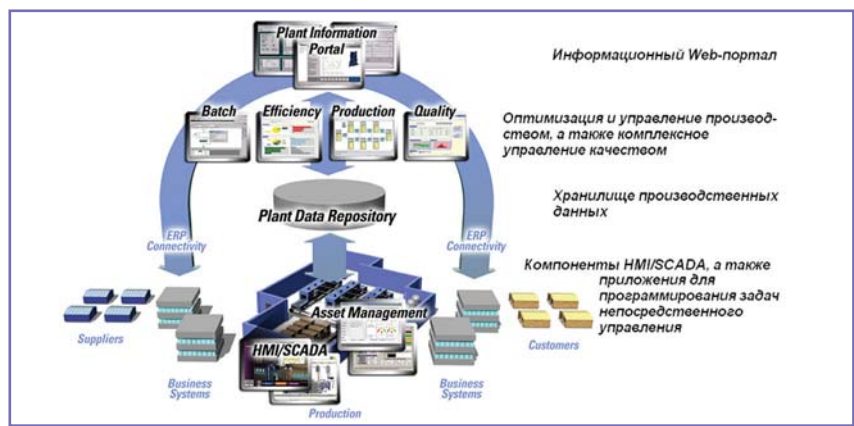 Plant Information
Portal
Информационный Web-портал
Batch
Efficiency
Production
Quality
Оптимизация и управление производ-
ством, а также комплексное
управление качеством
Plant Data Repository
Хранилище производственных
данных
ERP
Connectivity
ERP
Connectivity
Компоненты HMI/SCADA, а также
приложения для
программирования задач
непосредственного
управления
Asset Management
HMI/SCADA
Suppliers
Customers
Business
Systems
Business
Systems
Production